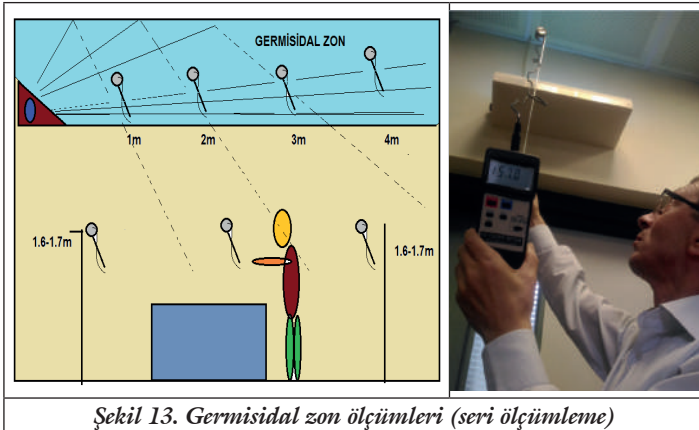 GERMİSİDAL ZON
1m 2m 3m 4m
1.6-1.7m
1.6-1.7m
Şekil 13. Germisidal zon ölçümleri (seri ölçümleme)